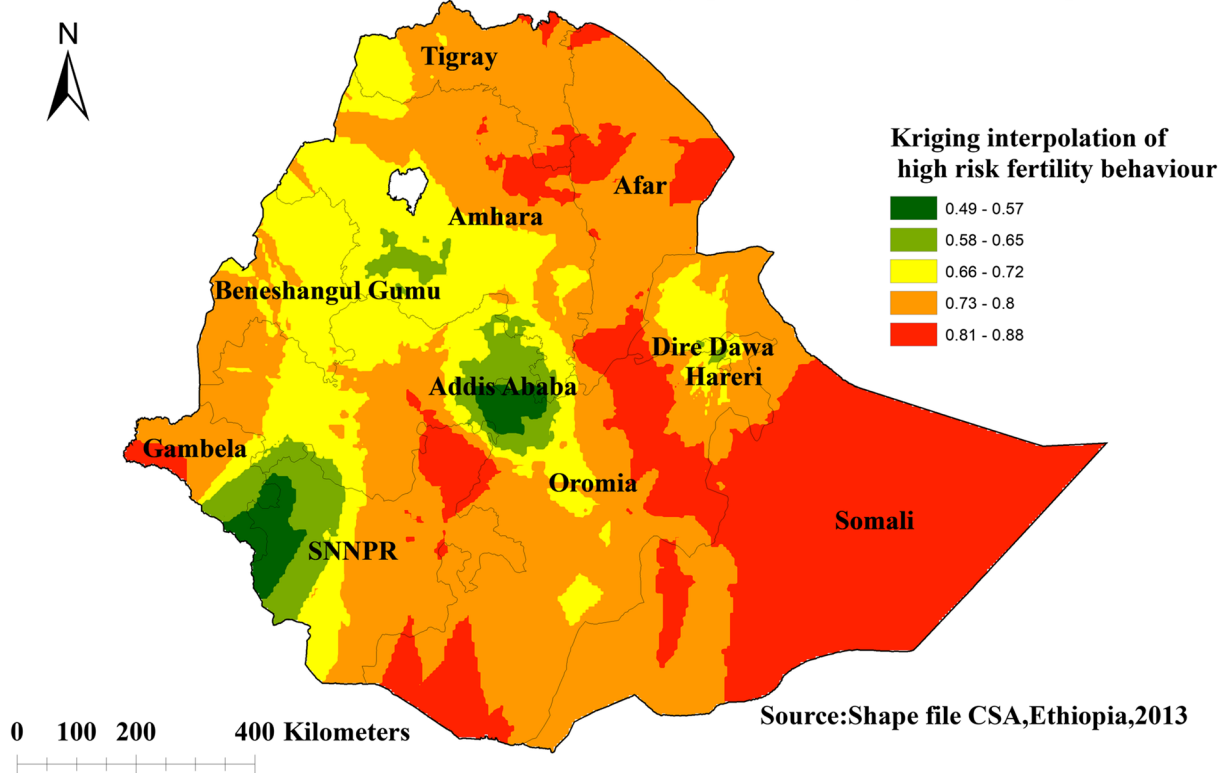 N
Tigray
Kriging interpolation of
high risk fertility behaviour
Afar
0.49 - 0.57
Amhara
0.58 - 0.65
0.66 - 0.72
Beneshangul Gumu
0.73 - 0.8
0.81 - 0.88
Dire Dawa
Hareri
Addis Ababa
Gambela
Oromia
Somali
SNNPR
Source:Shape file CSA,Ethiopia,2013
0 100 200 400 Kilometers